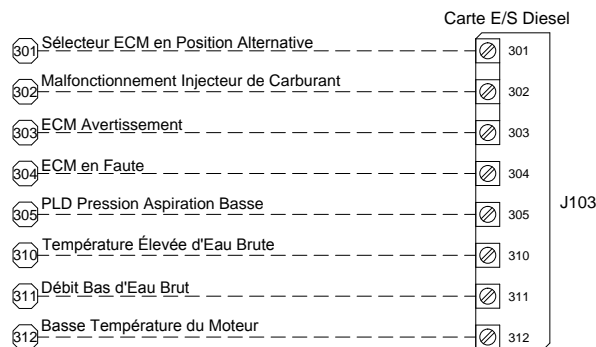 Carte E/S Diesel
301 Sélecteur ECM en Position Alternative 301
302 Malfonctionnement Injecteur de Carburant 302
303 ECM Avertissement 303
304 ECM en Faute 304
305 PLD Pression Aspiration Basse 305
J103
310 Température Élevée d'Eau Brute 310
311 Débit Bas d'Eau Brut 311
312 Basse Température du Moteur 312